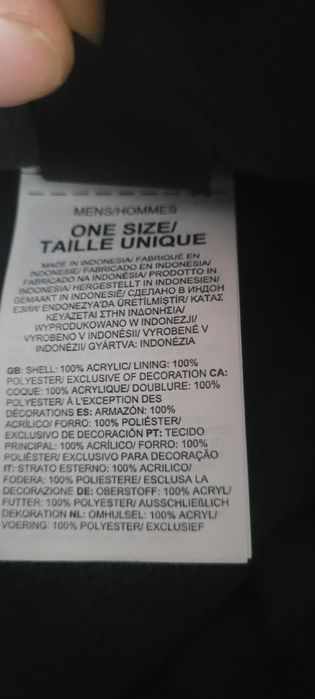 MENS/HOMMES
ONE SIZE/
TAILLE UNIQUE
MADE IN INDONESIA/ FABRIQUÉ EN
INDONESIE/ FABRICADO EN INDONESIA/
FABRICADO NA INDONÉSIA/ PRODOTTO IN
INDONESIA/ HERGESTELLT IN INDONESIEN/
GEMAAKT IN INDONESIË/ СДЕЛАНО В ИНДОН
ЕЗИИ/ ENDONEZYA'DA ÜRETİLMİŞTİR/ ΚΑΤΑΣ
ΚΕΥΑΖΕΤΑΙ ΣΤΗΝ ΙΝΔΟΝΗΣΙΑ/
WYPRODUKOWANO W INDONEZJI/
VYROBENO V INDONÉSII/ VYROBENÉ V
INDONÉZII/ GYÁRTVA: INDONÉZIA
GB: SHELL: 100% ACRYLIC/ LINING: 100%
POLYESTER/ EXCLUSIVE OF DECORATION CA:
COQUE: 100% ACRYLIQUE/ DOUBLURE: 100%
POLYESTER/ À L'EXCEPTION DES
DÉCORATIONS ES: ARMAZÓN: 100%
ACRÍLICO/ FORRO: 100% POLIÉSTER/
EXCLUSIVO DE DECORACIÓN PT: TECIDO
PRINCIPAL: 100% ACRÍLICO/ FORRO: 100%
POLIÉSTER/ EXCLUSIVO PARA DECORAÇÃO
IT: STRATO ESTERNO: 100% ACRILICO/
FODERA: 100% POLIESTERE/ ESCLUSA LA
DECORAZIONE DE: OBERSTOFF: 100% ACRYL/
FUTTER: 100% POLYESTER/ AUSSCHLIEßLICH
DEKORATION NL: OMHULSEL: 100% ACRYL/
VOERING: 100% POLYESTER/ EXCLUSIEF